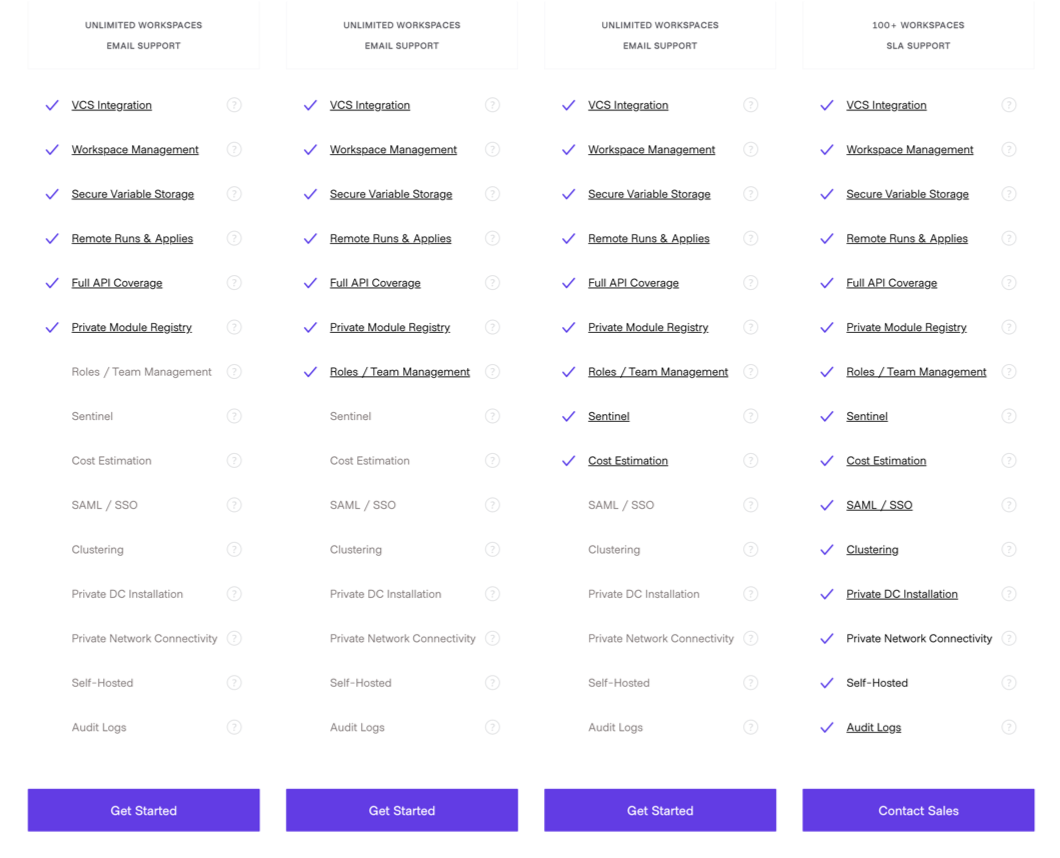 UNLIMITED WORKSPACES
EMAIL SUPPORT
VCS Integration ?
Workspace Management ?
Secure Variable Storage ?
Remote Runs & Applies ?
Full API Coverage ?
Private Module Registry ?
Roles / Team Management ?
Sentinel ?
Cost Estimation ?
SAML / SSO ?
Clustering ?
Private DC Installation ?
Private Network Connectivity ?
Self-Hosted ?
Audit Logs ?
Get Started
UNLIMITED WORKSPACES
EMAIL SUPPORT
VCS Integration ?
Workspace Management ?
Secure Variable Storage ?
Remote Runs & Applies ?
Full API Coverage ?
Private Module Registry ?
Roles / Team Management ?
Sentinel ?
Cost Estimation ?
SAML / SSO ?
Clustering ?
Private DC Installation ?
Private Network Connectivity ?
Self-Hosted ?
Audit Logs ?
Get Started
UNLIMITED WORKSPACES
EMAIL SUPPORT
VCS Integration ?
Workspace Management ?
Secure Variable Storage ?
Remote Runs & Applies ?
Full API Coverage ?
Private Module Registry ?
Roles / Team Management ?
Sentinel ?
Cost Estimation ?
SAML / SSO ?
Clustering ?
Private DC Installation ?
Private Network Connectivity ?
Self-Hosted ?
Audit Logs ?
Get Started
100+ WORKSPACES
SLA SUPPORT
VCS Integration ?
Workspace Management ?
Secure Variable Storage ?
Remote Runs & Applies ?
Full API Coverage ?
Private Module Registry ?
Roles / Team Management ?
Sentinel ?
Cost Estimation ?
SAML / SSO ?
Clustering ?
Private DC Installation ?
Private Network Connectivity ?
Self-Hosted ?
Audit Logs ?
Contact Sales